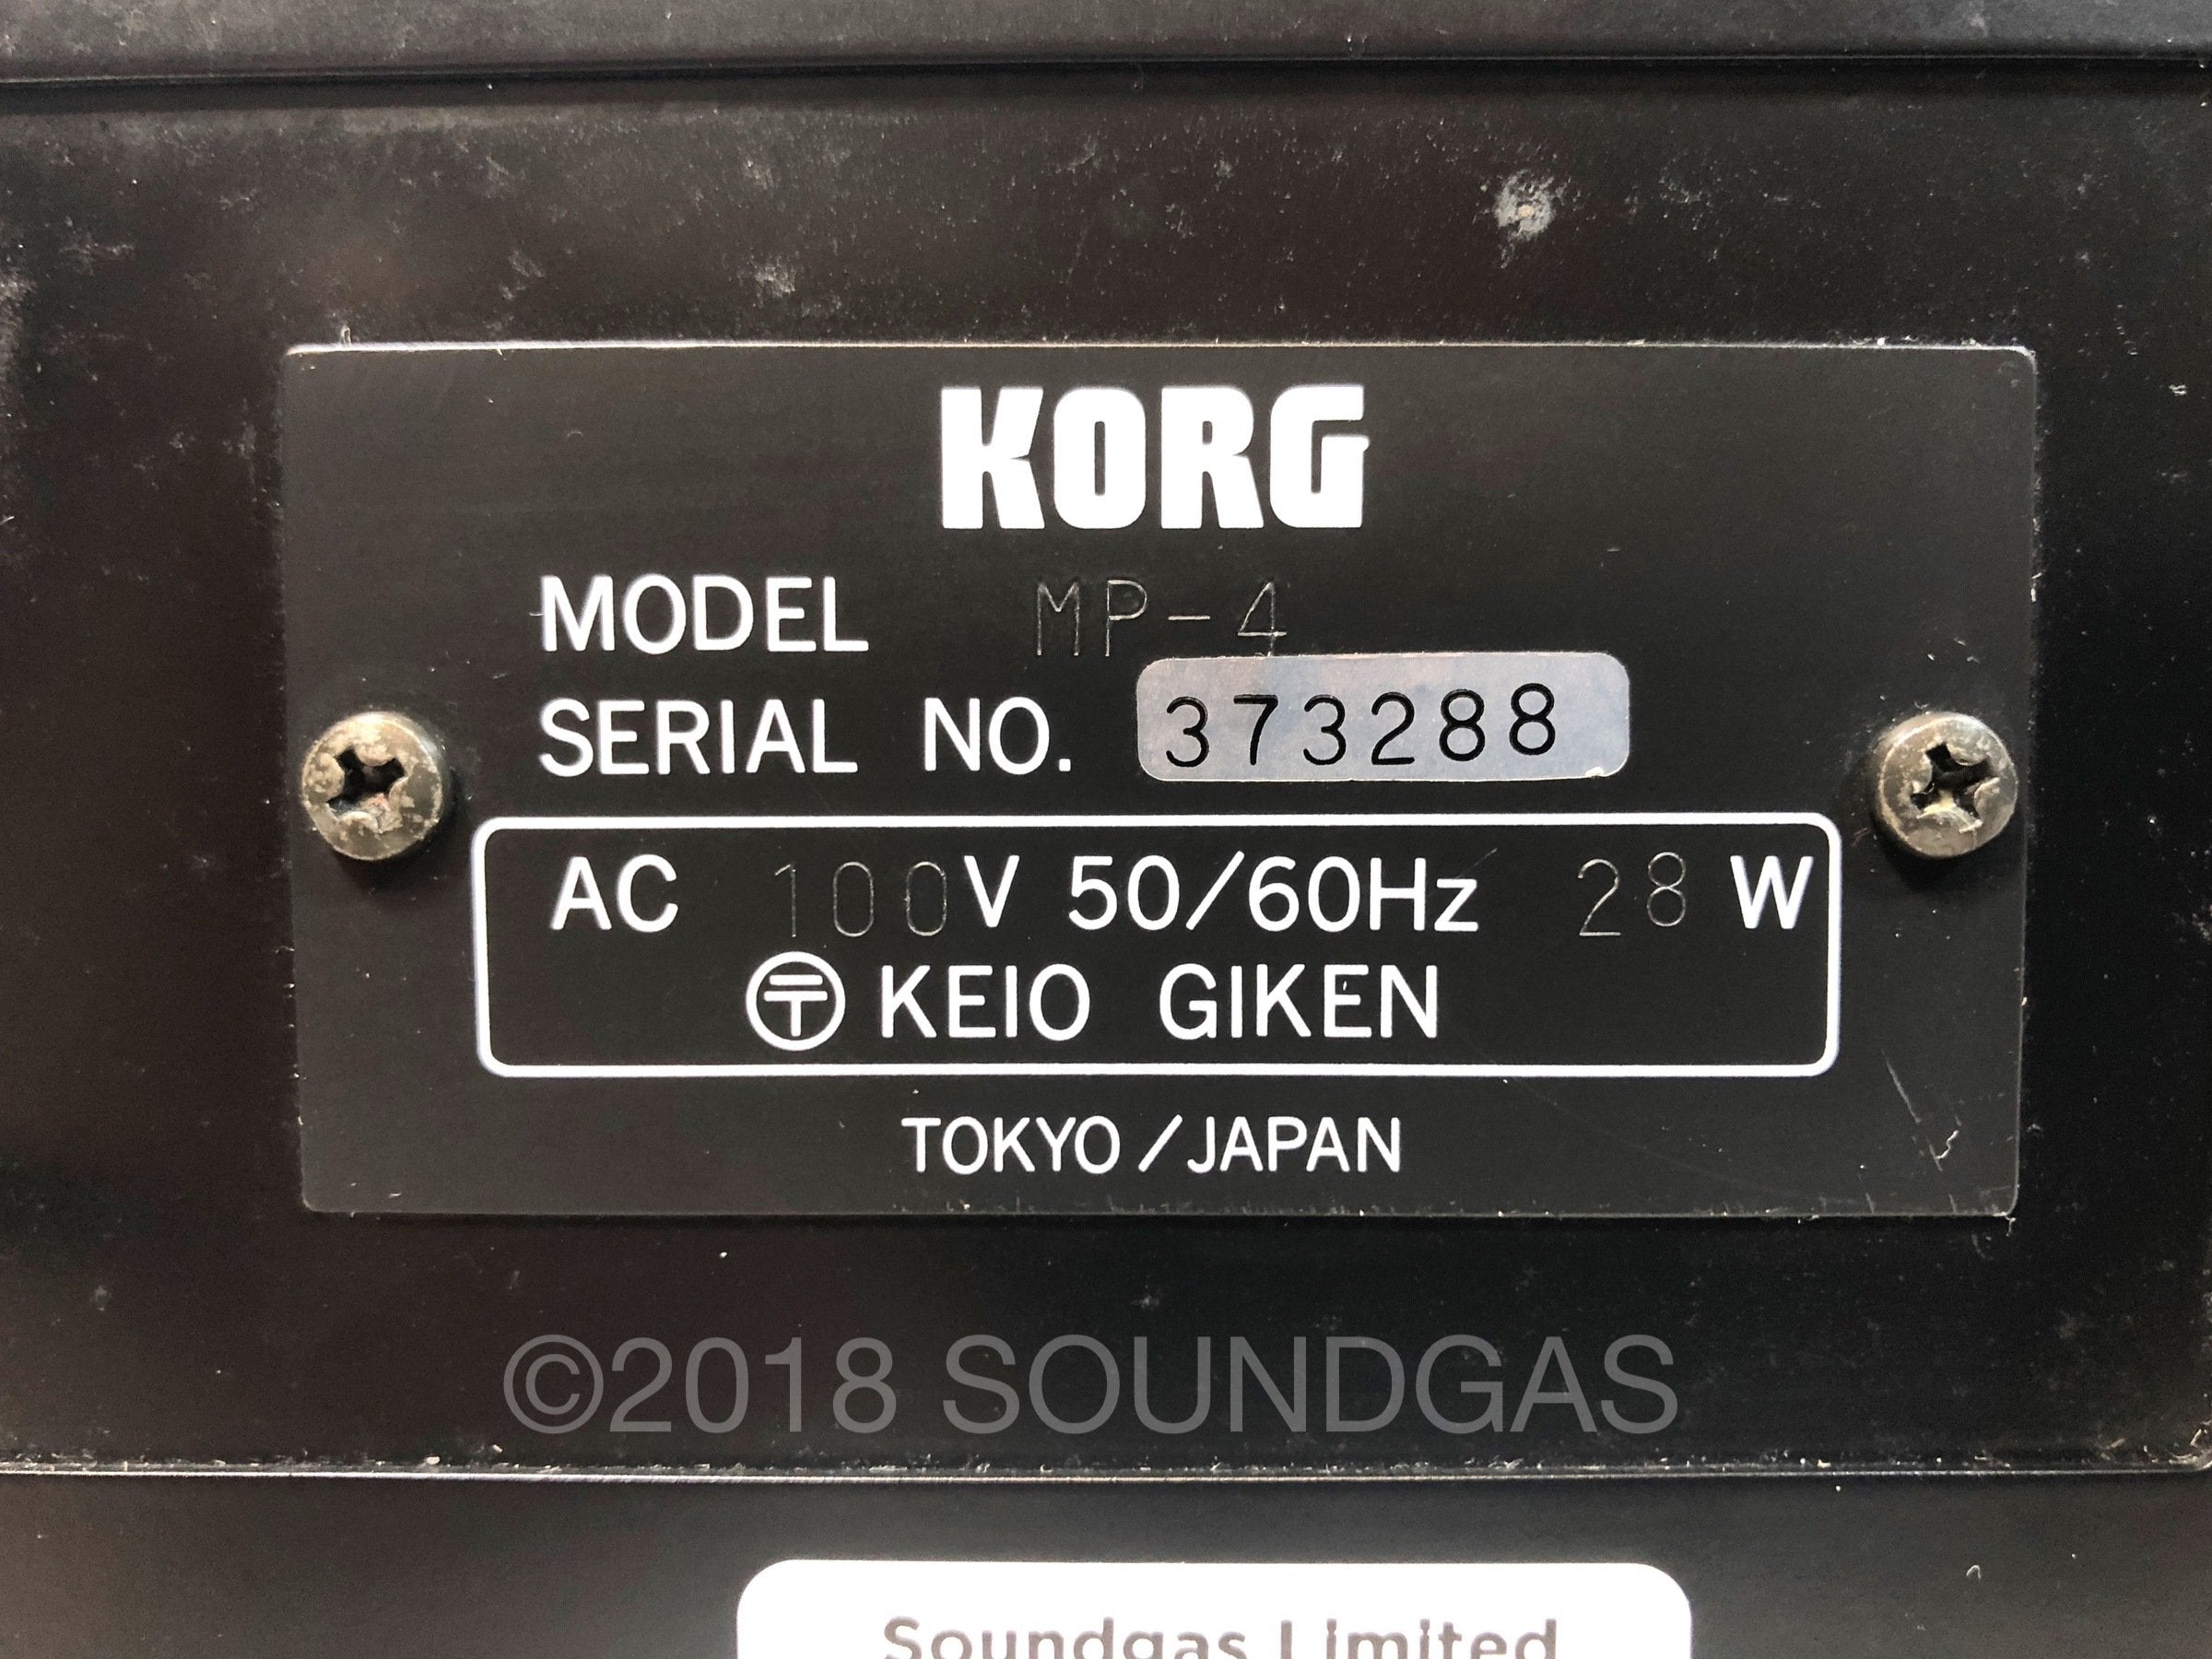 KORG
MODEL MP-4
SERIAL NO. 373288
AC 100V 50/60Hz 28 W
〶 KEIO GIKEN
TOKYO/JAPAN
©2018 SOUNDGAS
Soundgas Limited